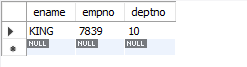 ename empno deptno
KING 7839 10
NULL NULL NULL